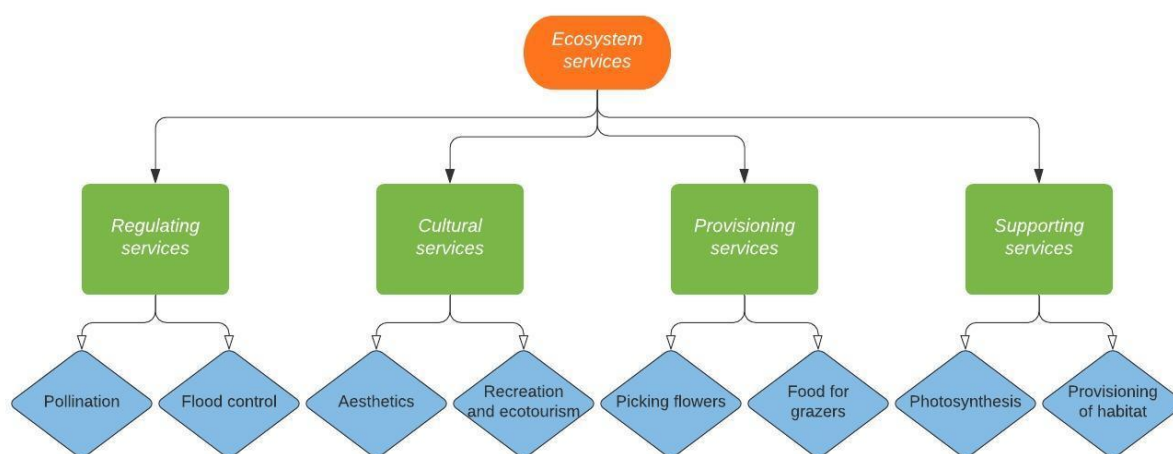 Ecosystem
services
Regulating
services
Cultural
services
Provisioning
services
Supporting
services
Pollination
Flood control
Aesthetics
Recreation
and ecotourism
Picking flowers
Food for
grazers
Photosynthesis
Provisioning
of habitat